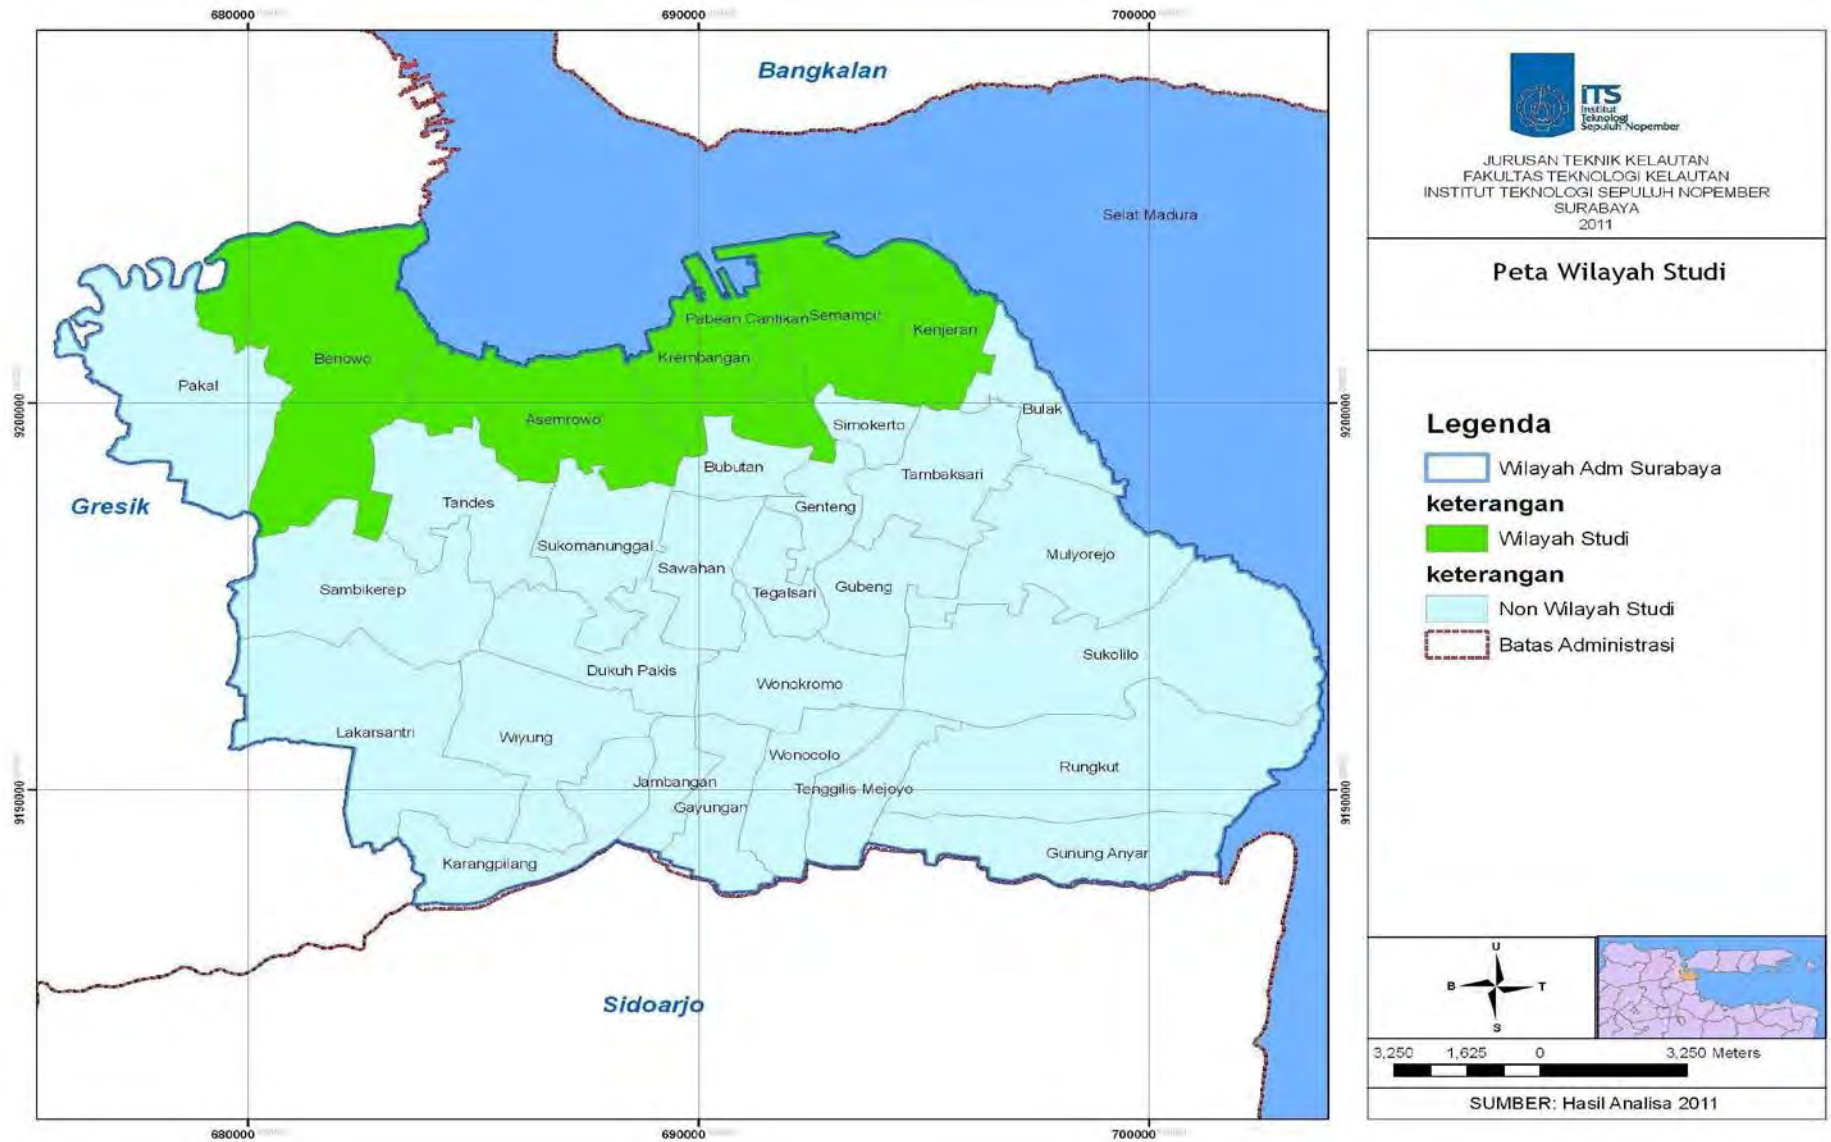 680000
690000
700000
Bangkalan
Selat Madura
Pabean Cantikan
Semampir
Kenjeran
Krembangan
Benowo
Pakal
9200000
9200000
Bulak
Asemrowo
Simokerto
Bubutan
Tambaksari
Gresik
Tandes
Genteng
Sukomanunggal
Mulyorejo
Sawahan
Sambikerep
Tegalsari
Gubeng
Sukolilo
Dukuh Pakis
Wonokromo
Lakarsantri
Wiyung
Wonocolo
Rungkut
Jambangan
Tenggilis Mejoyo
9190000
9190000
Gayungan
Gunung Anyar
Karangpilang
Sidoarjo
680000
690000
700000
ITS
Institut
Teknologi
Sepuluh Nopember
JURUSAN TEKNIK KELAUTAN
FAKULTAS TEKNOLOGI KELAUTAN
INSTITUT TEKNOLOGI SEPULUH NOPEMBER
SURABAYA
2011
Peta Wilayah Studi
Legenda
Wilayah Adm Surabaya
keterangan
Wilayah Studi
keterangan
Non Wilayah Studi
Batas Administrasi
U
B
T
S
3,250 1,625 0 3,250 Meters
SUMBER: Hasil Analisa 2011